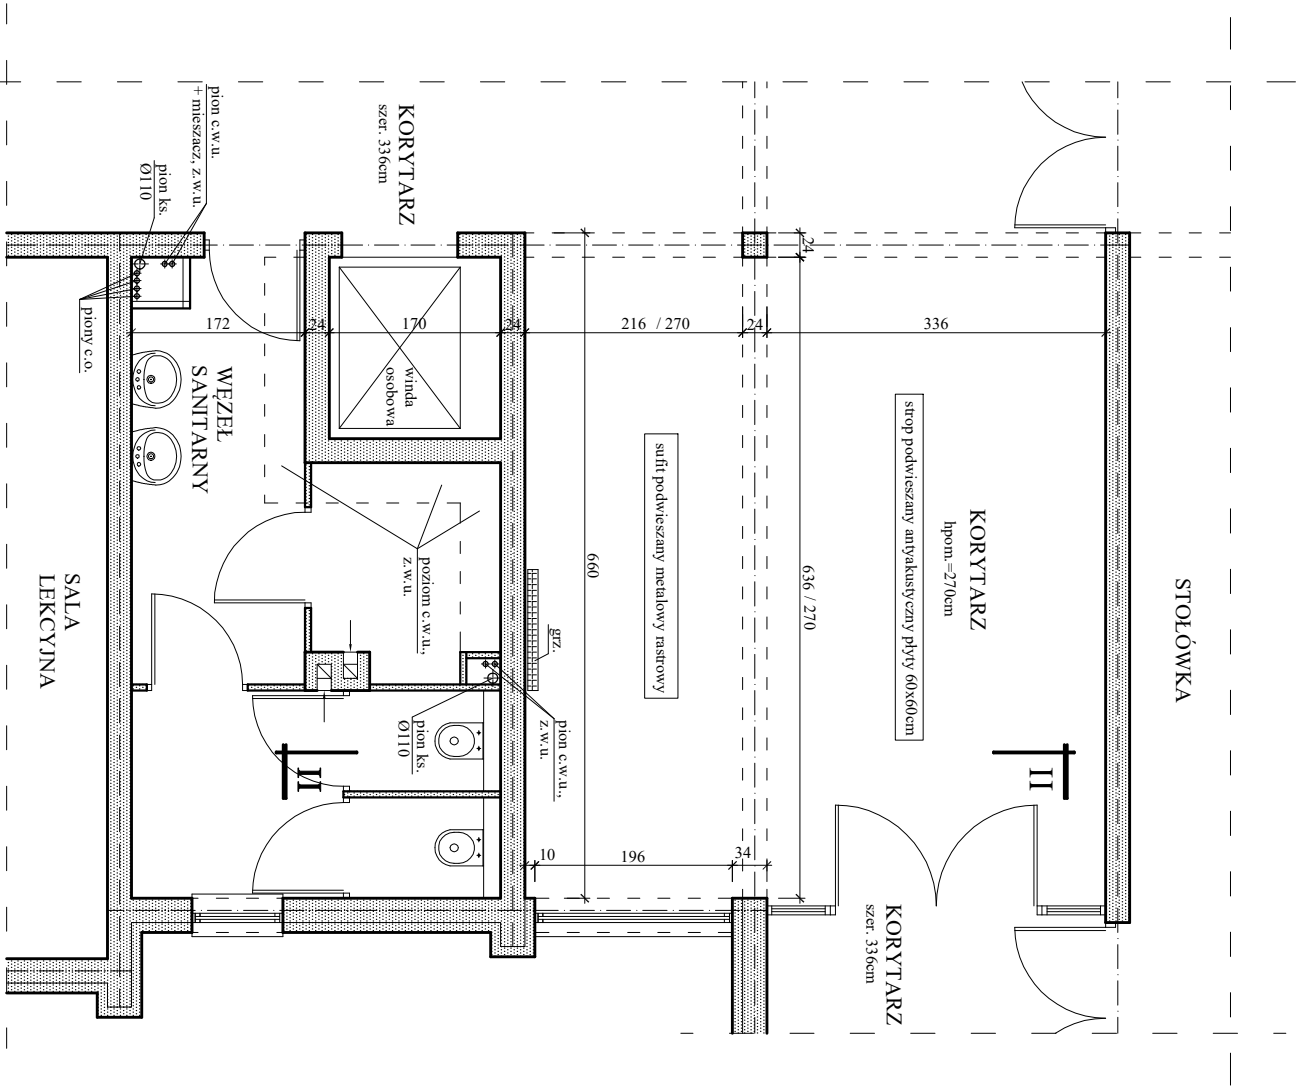 pion c.w.u.
+ mieszacz, z.w.u.
pion ks.
Ø110
KORYTARZ
szer. 336cm
24
172
24
170
24
216 / 270
24
336
piony c.o.
WĘZEŁ
SANITARNY
winda
osobowa
sufit podwieszany metalowy rastrowy
strop podwieszany antyakustyczny płyty 60x60cm
KORYTARZ
hpom.=270cm
STOŁÓWKA
SALA
LEKCYJNA
poziom c.w.u.,
z.w.u.
660
636 / 270
grz.
pion ks.
Ø110
pion c.w.u.,
z.w.u.
II
II
10
196
34
KORYTARZ
szer. 336cm